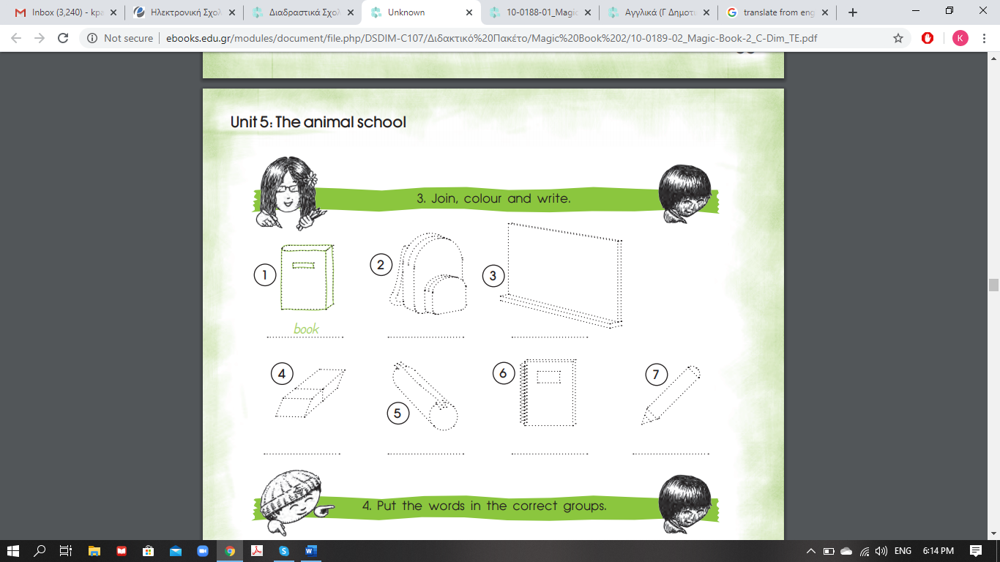 Inbox (3,240) - kpa
Ηλεκτρονική Σχολ
Διαδραστικά Σχολ
Unknown
10-0188-01_Magic
Αγγλικά (Γ Δημοτι
translate from eng
Not secure
ebooks.edu.gr/modules/document/file.php/DSDIM-C107/Διδακτικό%20Πακέτο/Magic%20Book%202/10-0189-02_Magic-Book-2_C-Dim_TE.pdf
K
Unit 5: The animal school
3. Join, colour and write.
1
2
3
book
4
5
6
7
4. Put the words in the correct groups.
ENG
6:14 PM